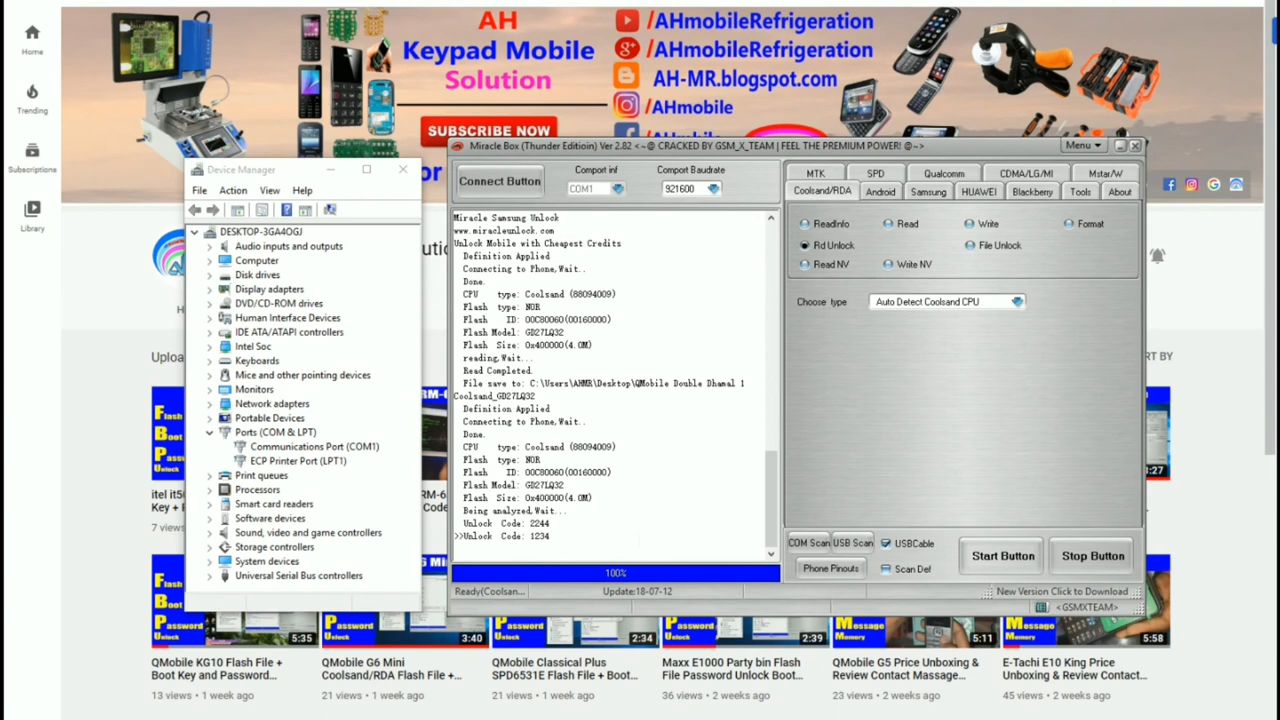 Home
Trending
Subscriptions
Library
AH
Keypad Mobile
Solution
SUBSCRIBE NOW
/AHmobileRefrigeration
/AHmobileRefrigeration
AH-MR.blogspot.com
/AHmobile
Device Manager
File Action View Help
DESKTOP-3GA4OGJ
Audio inputs and outputs
Computer
Disk drives
Display adapters
DVD/CD-ROM drives
Human Interface Devices
IDE ATA/ATAPI controllers
Intel Soc
Keyboards
Mice and other pointing devices
Monitors
Network adapters
Portable Devices
Ports (COM & LPT)
Communications Port (COM1)
ECP Printer Port (LPT1)
Print queues
Processors
Smart card readers
Software devices
Sound, video and game controllers
Storage controllers
System devices
Universal Serial Bus controllers
Miracle Box (Thunder Editioin) Ver 2.82 <~@ CRACKED BY GSM_X_TEAM | FEEL THE PREMIUM POWER! @~>
Menu
Connect Button
Comport inf
COM1
Comport Baudrate
921600
Miracle Samsung Unlock
www.miracleunlock.com
Unlock Mobile with Cheapest Credits
Definition Applied
Connecting to Phone,Wait..
Done.
CPU type: Coolsand (88094009)
Flash type: NOR
Flash ID: 00C80060(00160000)
Flash Model: GD27LQ32
Flash Size: 0x400000(4.0M)
reading,Wait...
Read Completed.
File save to: C:\Users\AHMR\Desktop\QMobile Double Dhamal 1
Coolsand_GD27LQ32
Definition Applied
Connecting to Phone,Wait..
Done.
CPU type: Coolsand (88094009)
Flash type: NOR
Flash ID: 00C80060(00160000)
Flash Model: GD27LQ32
Flash Size: 0x400000(4.0M)
Being analyzed,Wait...
Unlock Code: 2244
>>Unlock Code: 1234
100%
Ready(Coolsan...
Update:18-07-12
MTK SPD Qualcomm CDMA/LG/MI Mstar/W
Coolsand/RDA Android Samsung HUAWEI Blackberry Tools About
ReadInfo Read Write Format
Rd Unlock File Unlock
Read NV Write NV
Choose type Auto Detect Coolsand CPU
COM Scan USB Scan USBCable
Phone Pinouts Scan Def
Start Button
Stop Button
New Version Click to Download
<GSMXTEAM>
SORT BY
3:27
5:35
3:40
2:34
2:39
5:11
5:58
QMobile KG10 Flash File +
Boot Key and Password...
13 views • 1 week ago
QMobile G6 Mini
Coolsand/RDA Flash File +...
21 views • 1 week ago
QMobile Classical Plus
SPD6531E Flash File + Boot...
25 views • 1 week ago
Maxx E1000 Party bin Flash
File Password Unlock Boot...
36 views • 2 weeks ago
QMobile G5 Price Unboxing &
Review Contact Massage...
23 views • 2 weeks ago
E-Tachi E10 King Price
Unboxing & Review Contact...
45 views • 2 weeks ago